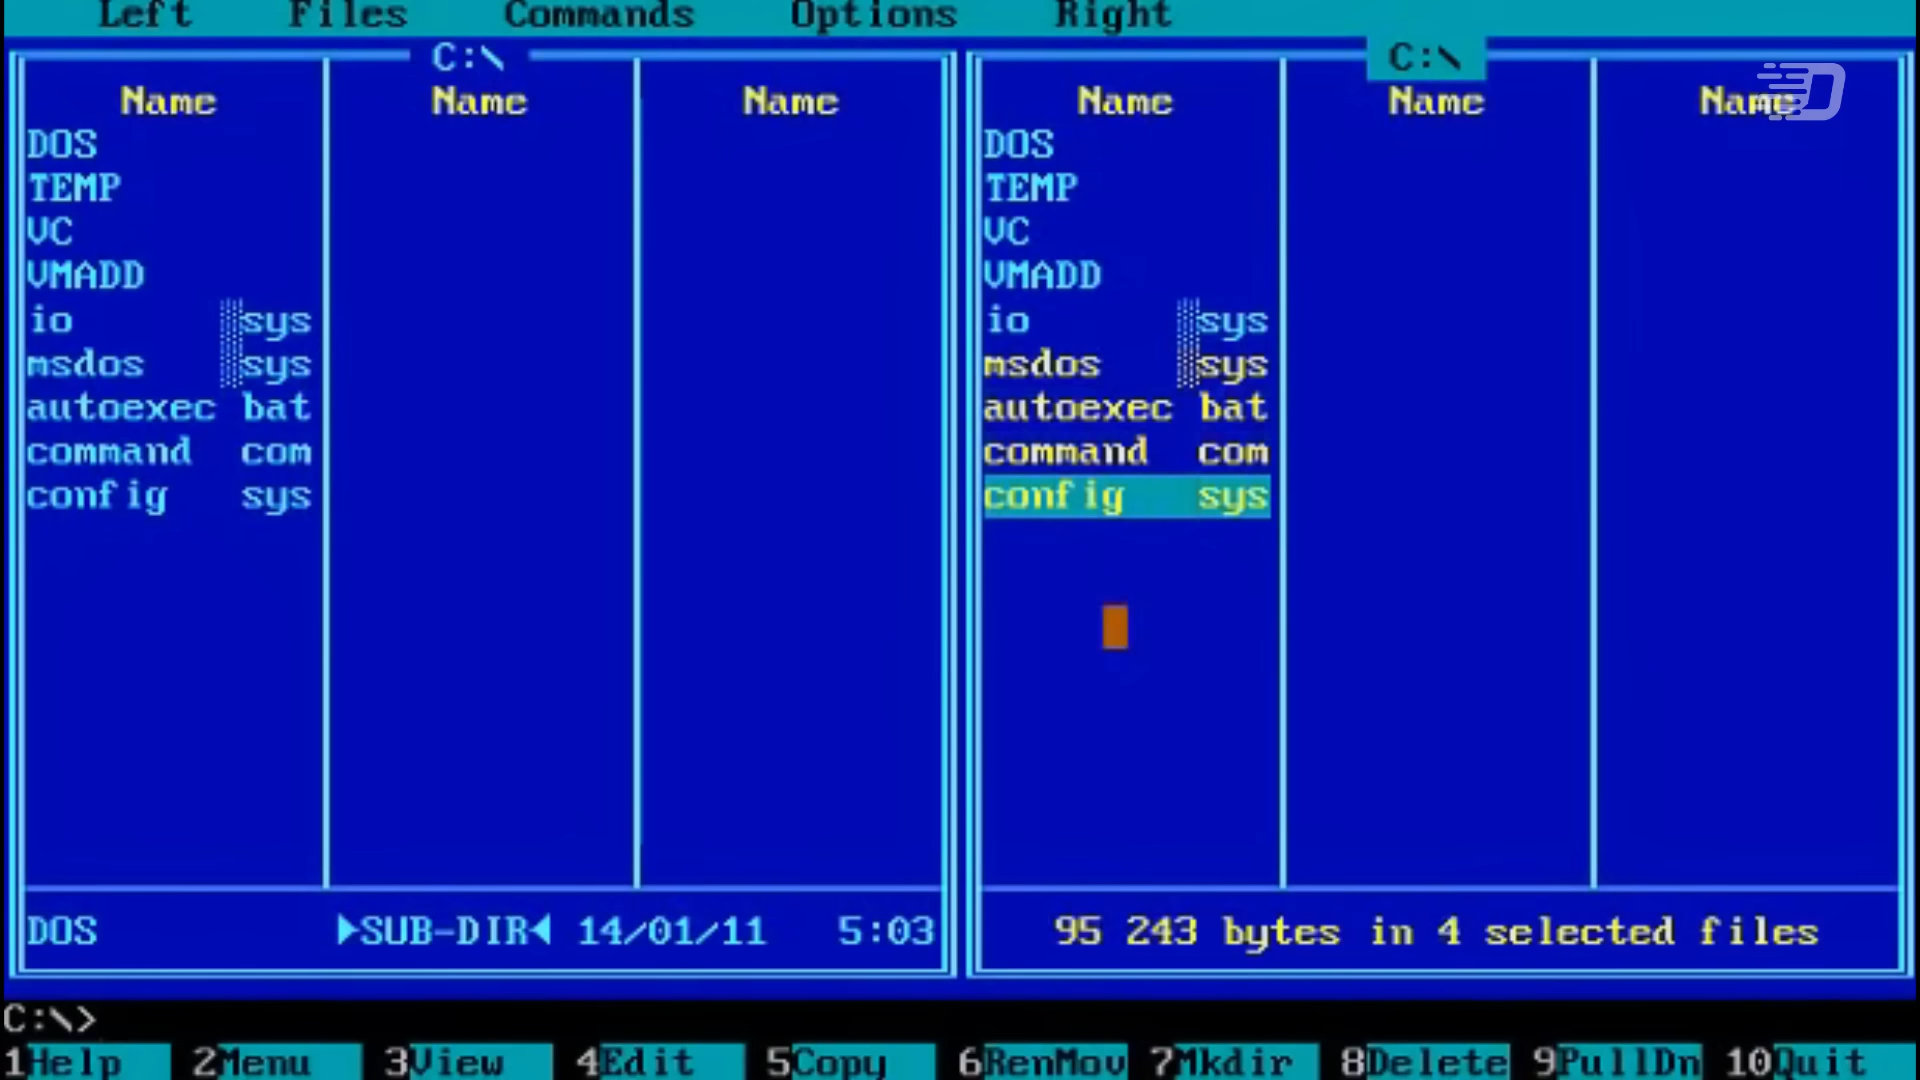 Left Files Commands Options Right
C:\ C:\
Name Name Name Name Name Name
DOS DOS
TEMP TEMP
VC VC
VMADD VMADD
io ░sys io ░sys
msdos ░sys msdos ░sys
autoexec bat autoexec bat
command com command com
config sys config sys
DOS ►SUB-DIR◄ 14/01/11 5:03 95 243 bytes in 4 selected files
C:\>
1Help 2Menu 3View 4Edit 5Copy 6RenMov 7Mkdir 8Delete 9PullDn 10Quit